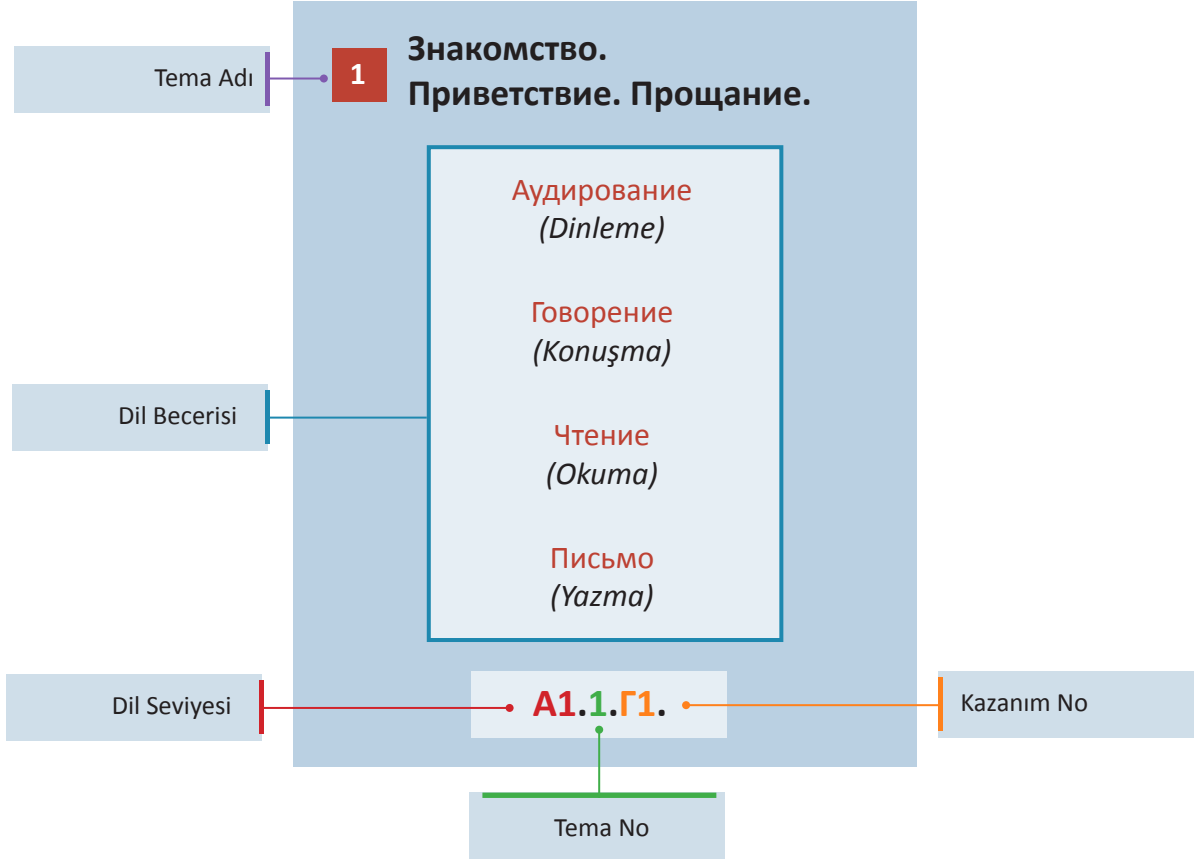 Tema Adı
1
Знакомство.
Приветствие. Прощание.
Аудирование
(Dinleme)
Говорение
(Konuşma)
Dil Becerisi
Чтение
(Okuma)
Письмо
(Yazma)
Dil Seviyesi
А1.1.Г1.
Kazanım No
Tema No